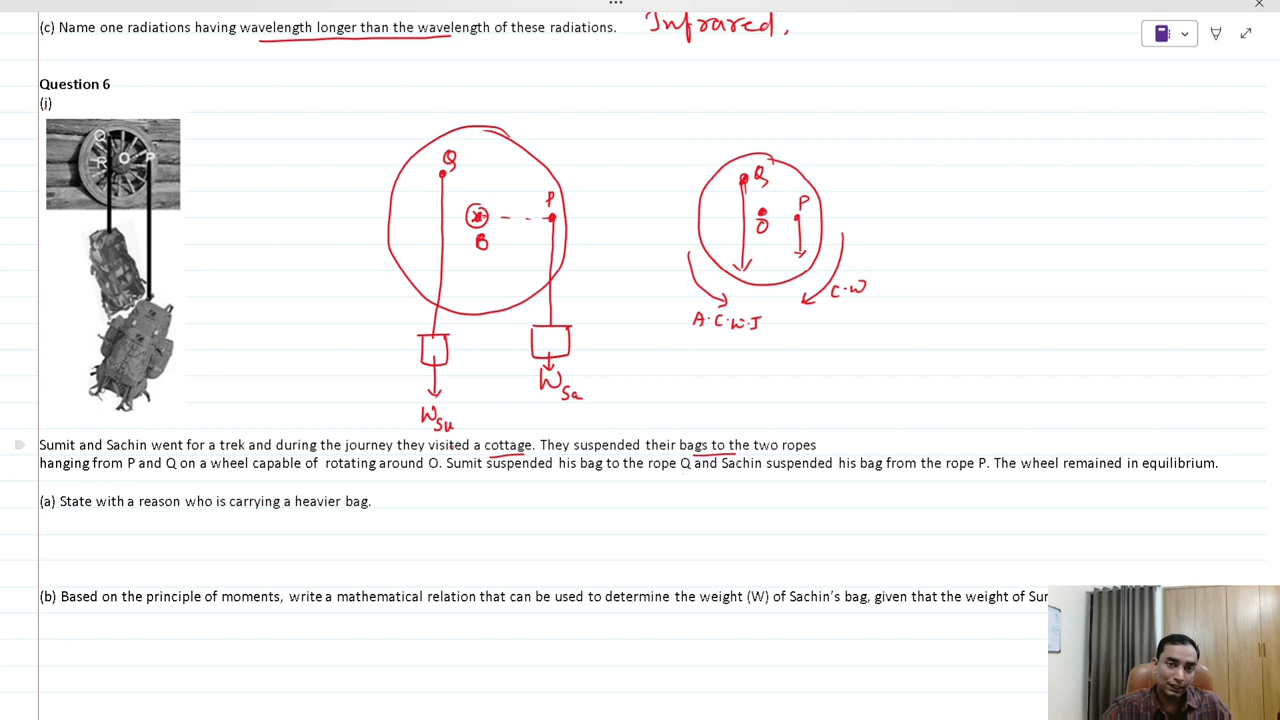 (c) Name one radiations having wavelength longer than the wavelength of these radiations. Infrared.
Question 6
(i)
Q
R O P
Q
P
B
W Su
W Sa
Q
P
O
A.C.W.I
C.W
Sumit and Sachin went for a trek and during the journey they visited a cottage. They suspended their bags to the two ropes
hanging from P and Q on a wheel capable of rotating around O. Sumit suspended his bag to the rope Q and Sachin suspended his bag from the rope P. The wheel remained in equilibrium.
(a) State with a reason who is carrying a heavier bag.
(b) Based on the principle of moments, write a mathematical relation that can be used to determine the weight (W) of Sachin's bag, given that the weight of